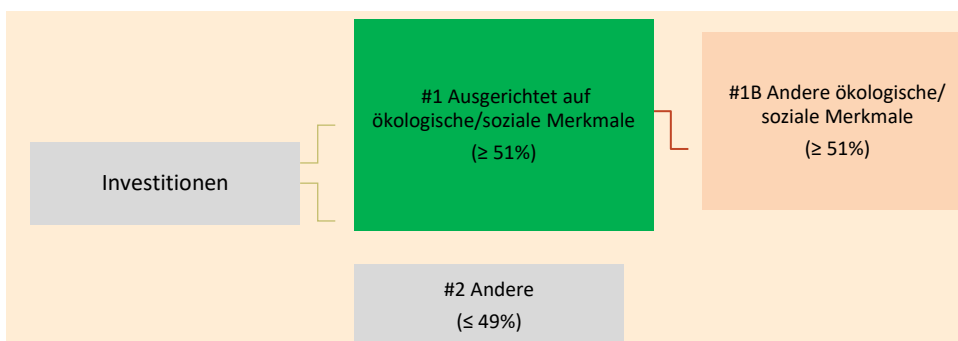 Investitionen
#1 Ausgerichtet auf
ökologische/soziale Merkmale
(≥ 51%)
#1B Andere ökologische/
soziale Merkmale
(≥ 51%)
#2 Andere
(≤ 49%)